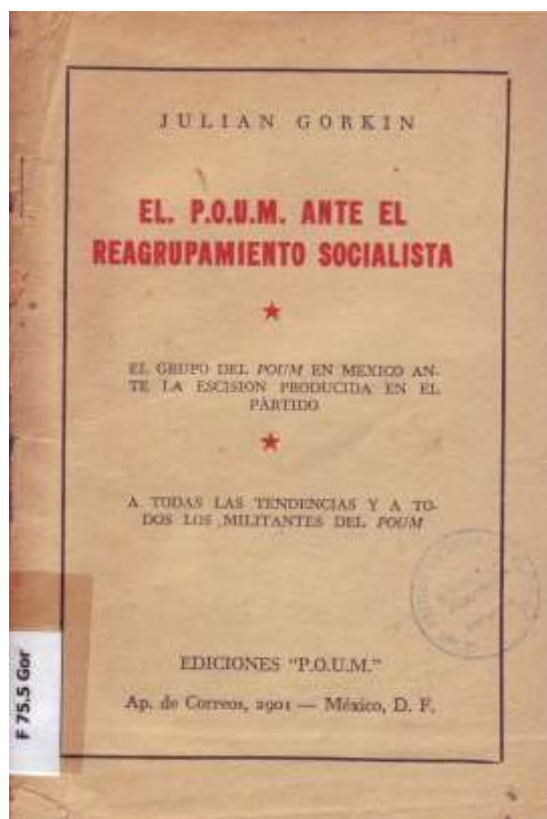 JULIAN GORKIN
EL. P.O.U.M. ANTE EL
REAGRUPAMIENTO SOCIALISTA
EL GRUPO DEL POUM EN MEXICO AN-
TE LA ESCISION PRODUCIDA EN EL
PARTIDO
A TODAS LAS TENDENCIAS Y A TO-
DOS LOS MILITANTES DEL POUM
EDICIONES "P.O.U.M."
Ap. de Correos, 2901 — México, D. F.
F 75.5 Gor